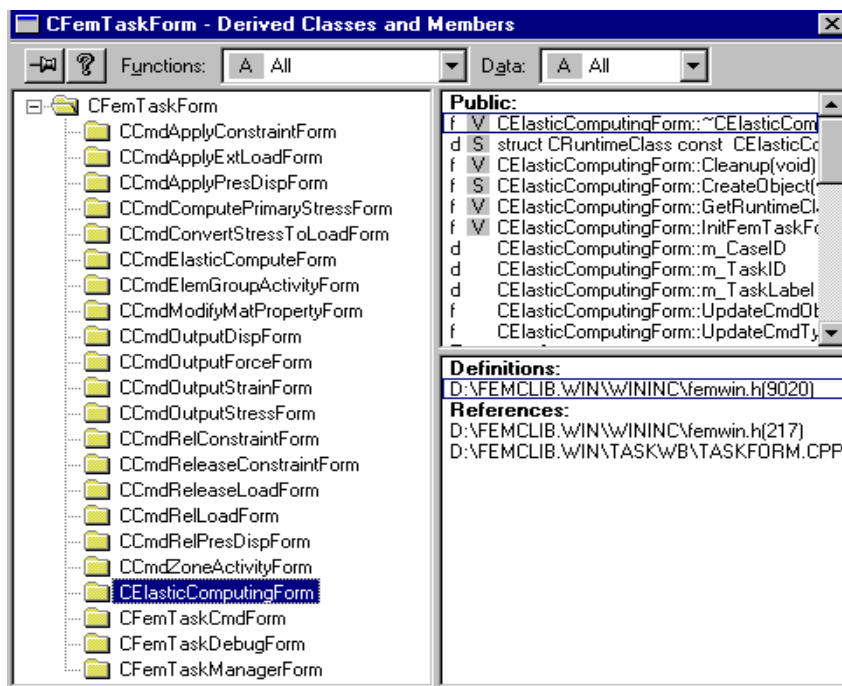 CFemTaskForm - Derived Classes and Members
Functions: A All Data: A All
CFemTaskForm
CCmdApplyConstraintForm
CCmdApplyExtLoadForm
CCmdApplyPresDispForm
CCmdComputePrimaryStressForm
CCmdConvertStressToLoadForm
CCmdElasticComputeForm
CCmdElemGroupActivityForm
CCmdModifyMatPropertyForm
CCmdOutputDispForm
CCmdOutputForceForm
CCmdOutputStrainForm
CCmdOutputStressForm
CCmdRelConstraintForm
CCmdReleaseConstraintForm
CCmdReleaseLoadForm
CCmdRelLoadForm
CCmdRelPresDispForm
CCmdZoneActivityForm
CElasticComputingForm
CFemTaskCmdForm
CFemTaskDebugForm
CFemTaskManagerForm
Public:
f V CElasticComputingForm::~CElasticCom
d S struct CRuntimeClass const CElasticCo
f V CElasticComputingForm::Cleanup(void)
f S CElasticComputingForm::CreateObject(
f V CElasticComputingForm::GetRuntimeCl
f V CElasticComputingForm::InitFemTaskFo
d CElasticComputingForm::m_CaseID
d CElasticComputingForm::m_TaskID
d CElasticComputingForm::m_TaskLabel
f CElasticComputingForm::UpdateCmdOb
f CElasticComputingForm::UpdateCmdTy
Definitions:
D:\FEMCLIB.WIN\WININC\femwin.h(9020)
References:
D:\FEMCLIB.WIN\WININC\femwin.h(217)
D:\FEMCLIB.WIN\TASKWB\TASKFORM.CPP